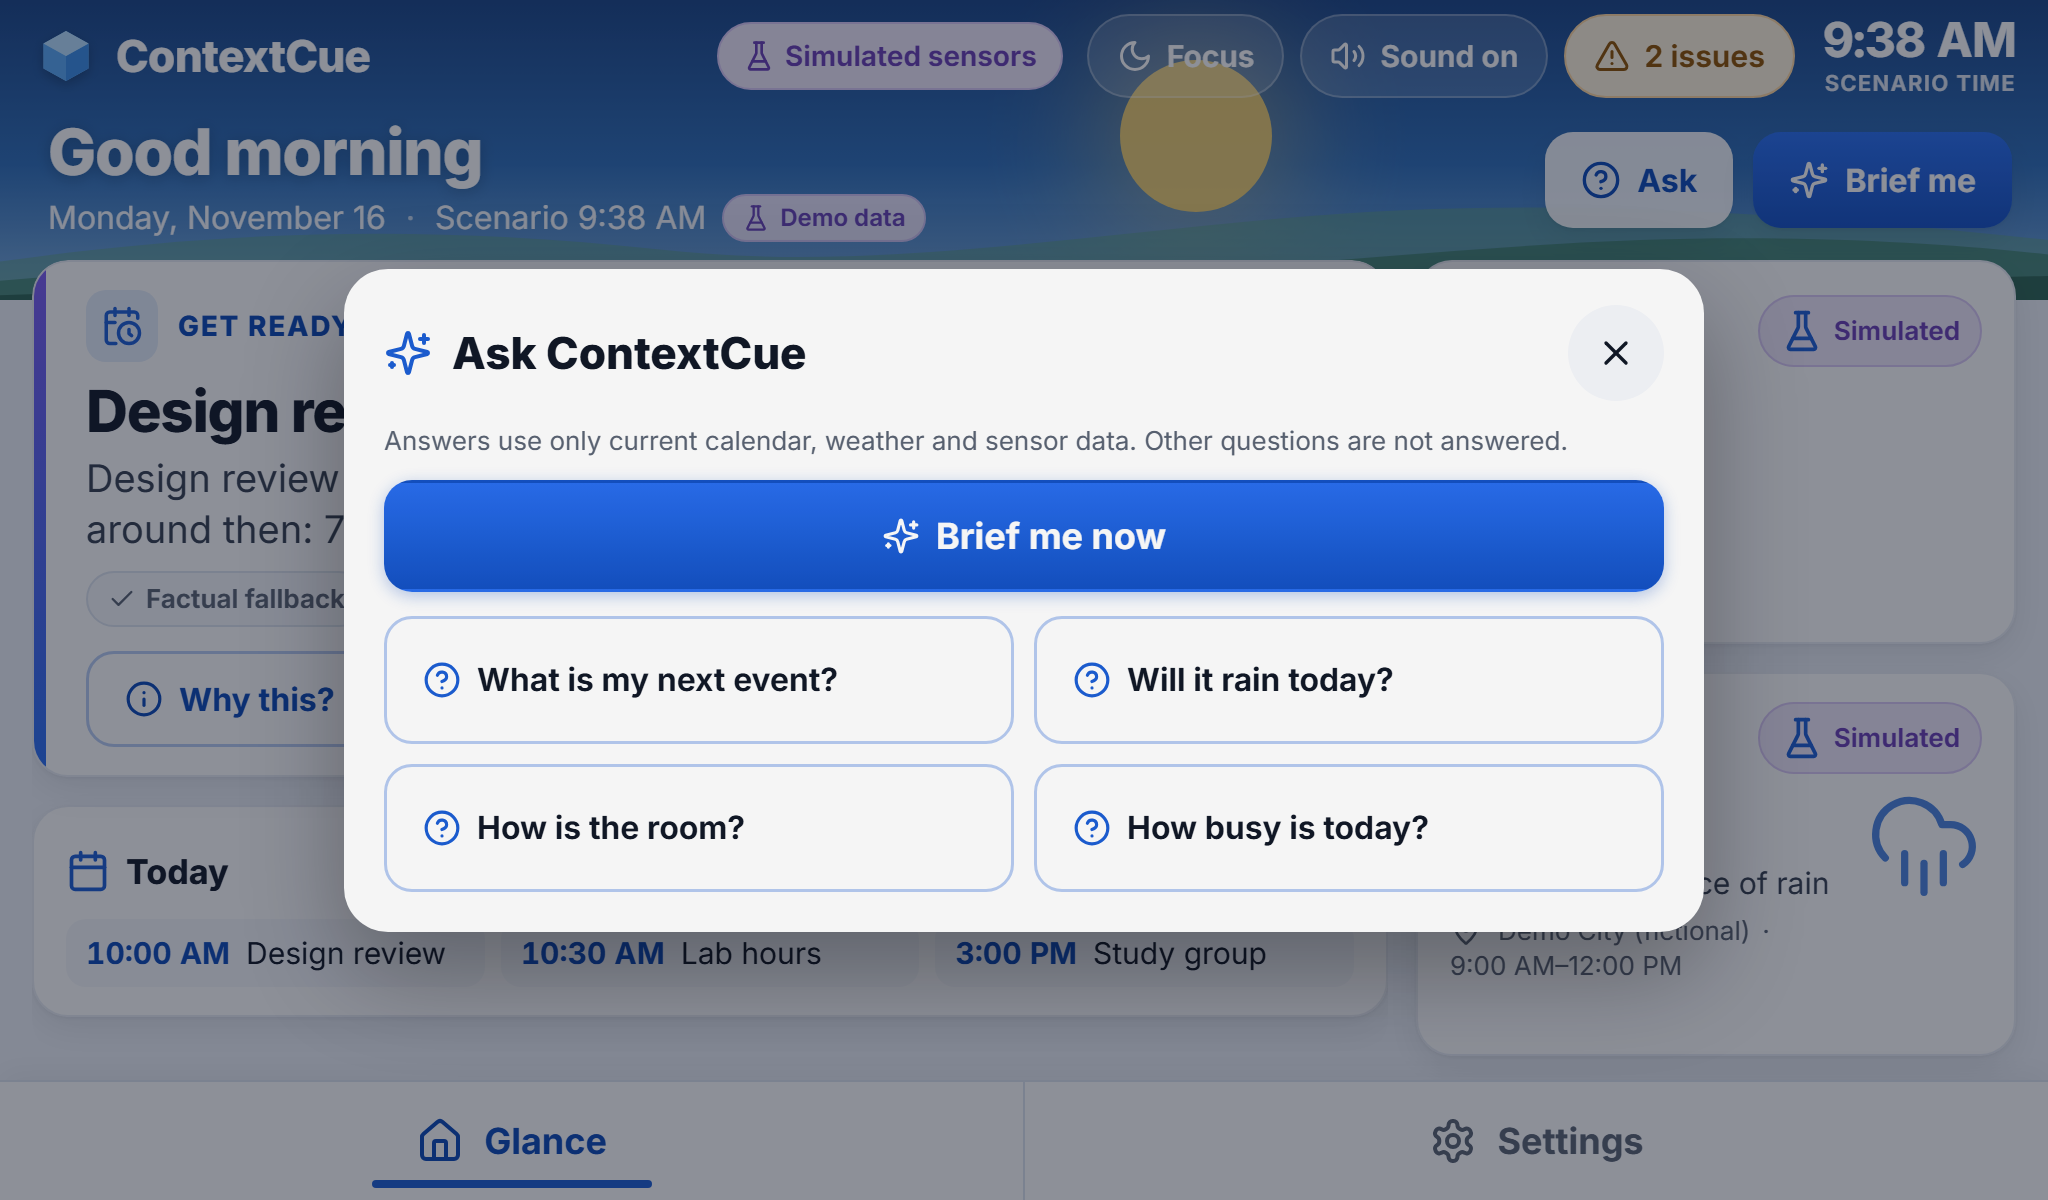 ContextCue
Simulated sensors
Focus
Sound on
2 issues
9:38 AM
SCENARIO TIME
Good morning
Monday, November 16 · Scenario 9:38 AM
Demo data
Ask
Brief me
GET READY
Design re
Design review
around then: 7
Factual fallback
Why this?
Simulated
Ask ContextCue
Answers use only current calendar, weather and sensor data. Other questions are not answered.
Brief me now
What is my next event?
Will it rain today?
How is the room?
How busy is today?
Simulated
ce of rain
Demo City (fictional) ·
9:00 AM–12:00 PM
Today
10:00 AM Design review
10:30 AM Lab hours
3:00 PM Study group
Glance
Settings